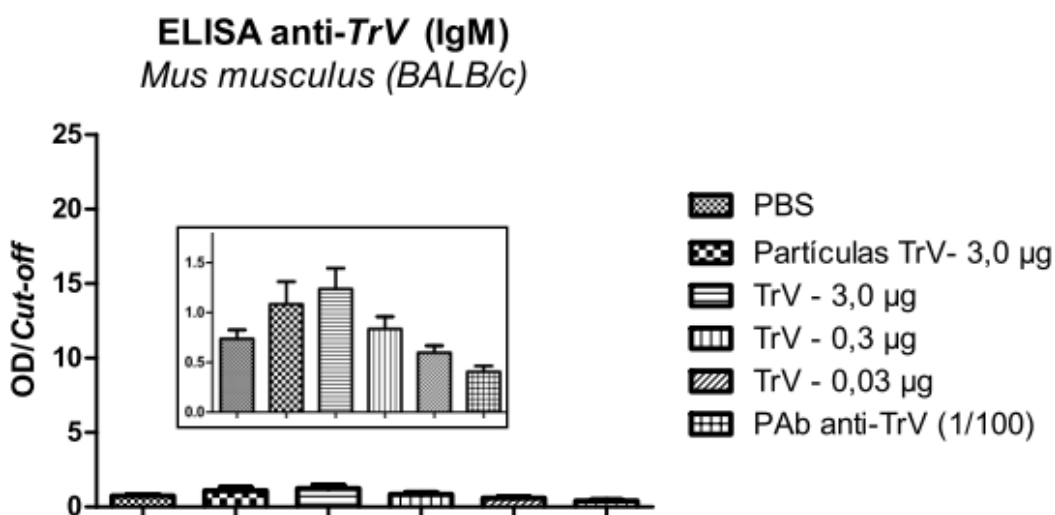 ELISA anti-TrV (IgM)
Mus musculus (BALB/c)
OD/Cut-off
25
20
15
10
5
0
1.5
1.0
0.5
0.0
PBS
Partículas TrV- 3,0 µg
TrV - 3,0 µg
TrV - 0,3 µg
TrV - 0,03 µg
PAb anti-TrV (1/100)